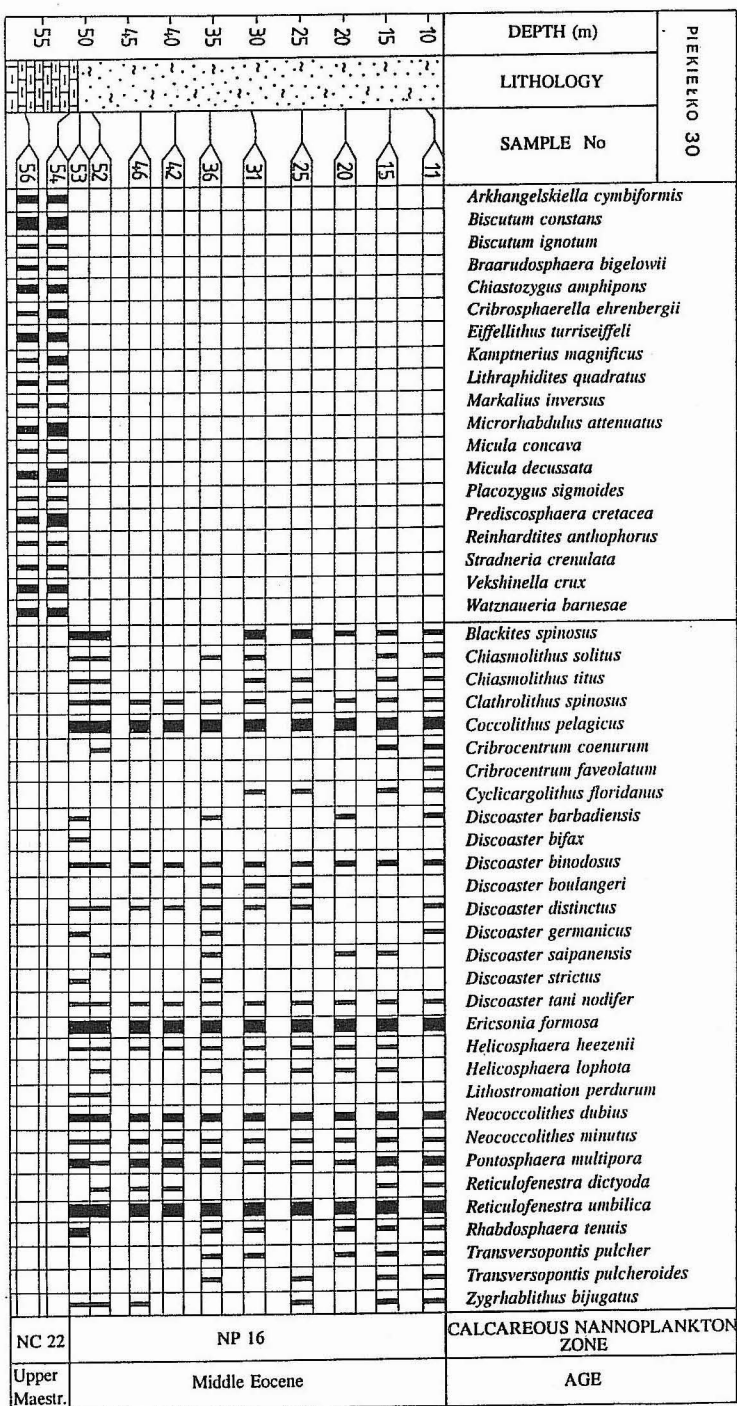 55 50 45 40 35 30 25 20 15 10
DEPTH (m)
PIEKIEŁKO 30
LITHOLOGY
SAMPLE No
56 54 53 52 46 42 36 31 25 20 15 11
Arkhangelskiella cymbiformis
Biscutum constans
Biscutum ignotum
Braarudosphaera bigelowii
Chiastozygus amphipons
Cribrosphaerella ehrenbergii
Eiffellithus turriseiffeli
Kamptnerius magnificus
Lithraphidites quadratus
Markalius inversus
Microrhabdulus attenuatus
Micula concava
Micula decussata
Placozygus sigmoides
Prediscosphaera cretacea
Reinhardtites anthophorus
Stradneria crenulata
Vekshinella crux
Watznaueria barnesae
Blackites spinosus
Chiasmolithus solitus
Chiasmolithus titus
Clathrolithus spinosus
Coccolithus pelagicus
Cribrocentrum coenurum
Cribrocentrum faveolatum
Cyclicargolithus floridanus
Discoaster barbadiensis
Discoaster bifax
Discoaster binodosus
Discoaster boulangeri
Discoaster distinctus
Discoaster germanicus
Discoaster saipanensis
Discoaster strictus
Discoaster tani nodifer
Ericsonia formosa
Helicosphaera heezenii
Helicosphaera lophota
Lithostromation perdurum
Neococcolithes dubius
Neococcolithes minutus
Pontosphaera multipora
Reticulofenestra dictyoda
Reticulofenestra umbilica
Rhabdosphaera tenuis
Transversopontis pulcher
Transversopontis pulcheroides
Zygrhablithus bijugatus
NC 22
NP 16
CALCAREOUS NANNOPLANKTON
ZONE
Upper
Maestr.
Middle Eocene
AGE